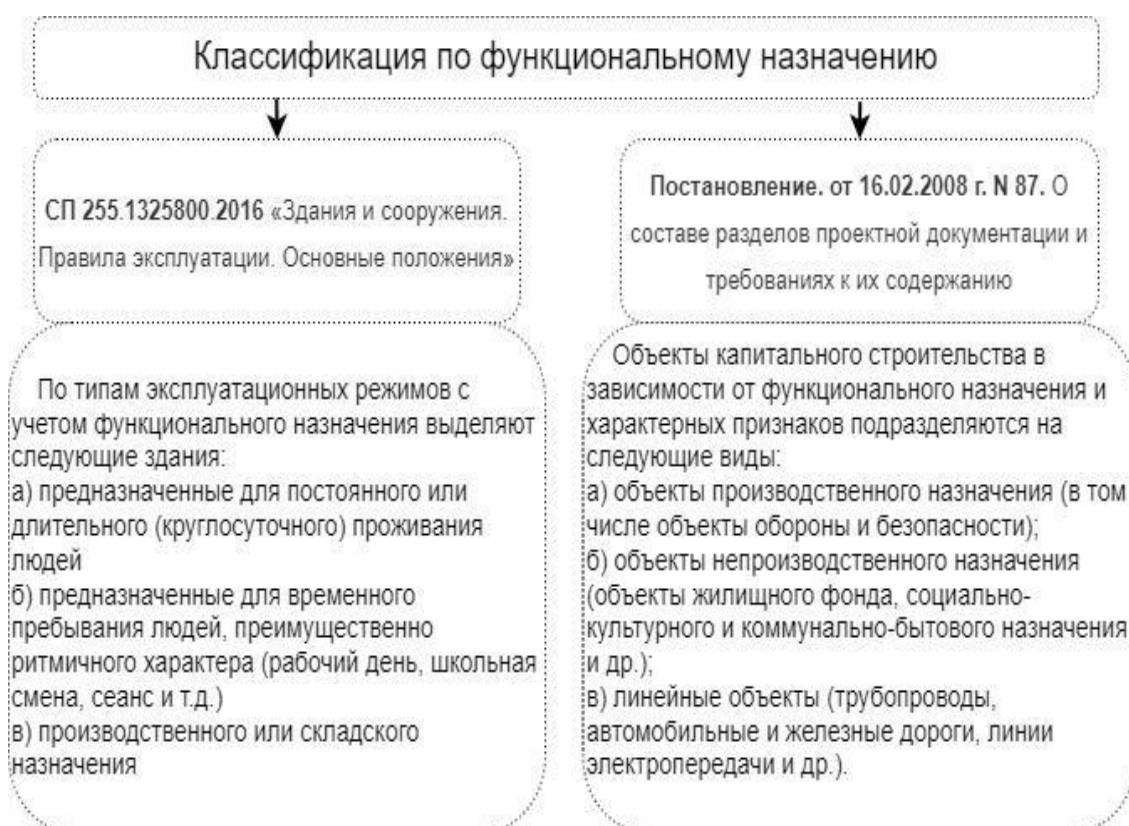 Классификация по функциональному назначению
СП 255.1325800.2016 «Здания и сооружения.
Правила эксплуатации. Основные положения»
Постановление. от 16.02.2008 г. N 87. О
составе разделов проектной документации и
требованиях к их содержанию
По типам эксплуатационных режимов с
учетом функционального назначения выделяют
следующие здания:
а) предназначенные для постоянного или
длительного (круглосуточного) проживания
людей
б) предназначенные для временного
пребывания людей, преимущественно
ритмичного характера (рабочий день, школьная
смена, сеанс и т.д.)
в) производственного или складского
назначения
Объекты капитального строительства в
зависимости от функционального назначения и
характерных признаков подразделяются на
следующие виды:
а) объекты производственного назначения (в том
числе объекты обороны и безопасности);
б) объекты непроизводственного назначения
(объекты жилищного фонда, социально-
культурного и коммунально-бытового назначения
и др.);
в) линейные объекты (трубопроводы,
автомобильные и железные дороги, линии
электропередачи и др.).